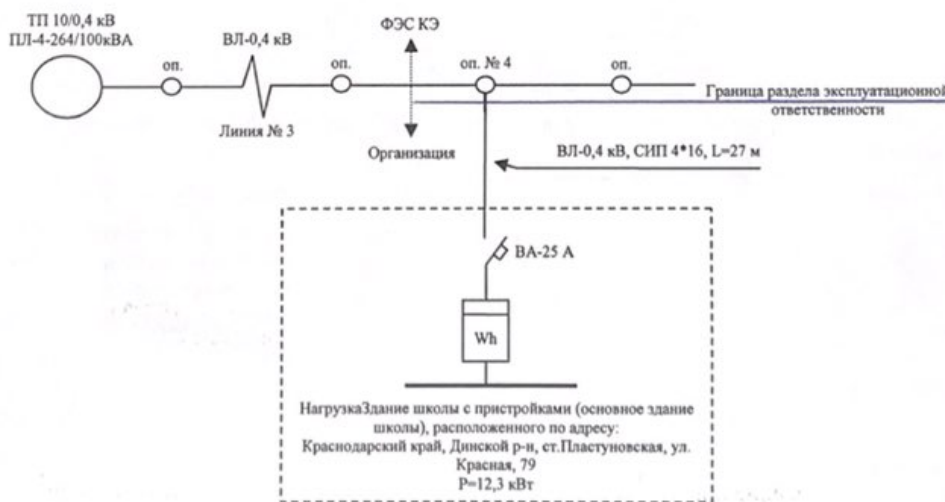 ТП 10/0,4 кВ
ПЛ-4-264/100кВА
ВЛ-0,4 кВ
ФЭС КЭ
оп.
оп.
оп. № 4
оп.
Граница раздела эксплуатационной
ответственности
Линия № 3
Организация
ВЛ-0,4 кВ, СИП 4*16, L=27 м
ВА-25 А
Wh
НагрузкаЗдание школы с пристройками (основное здание
школы), расположенного по адресу:
Краснодарский край, Динской р-н, ст.Пластуновская, ул.
Красная, 79
Р=12,3 кВт